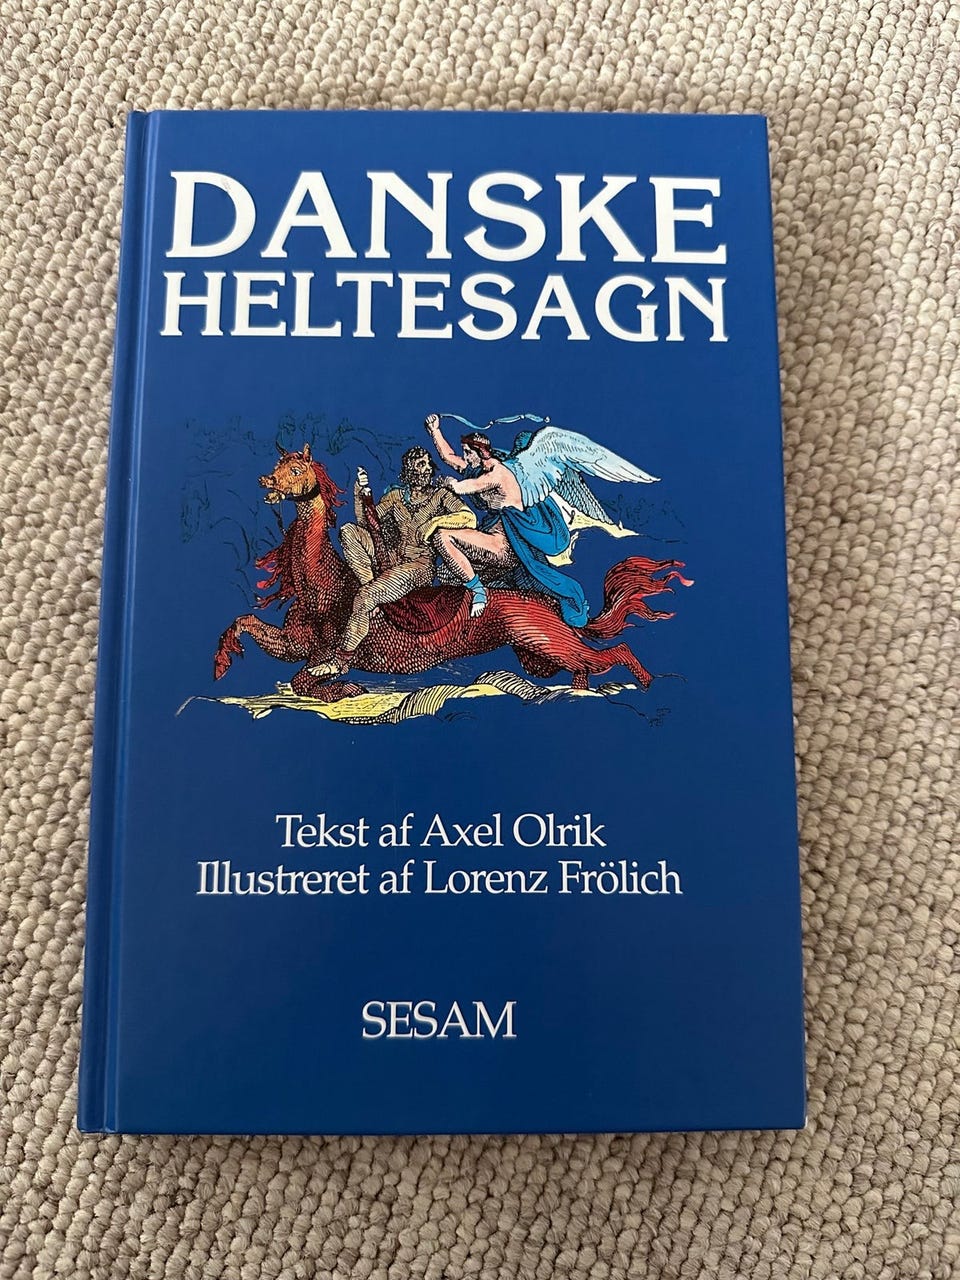 DANSKE
HELTESAGN
Tekst af Axel Olrik
Illustreret af Lorenz Frölich
SESAM